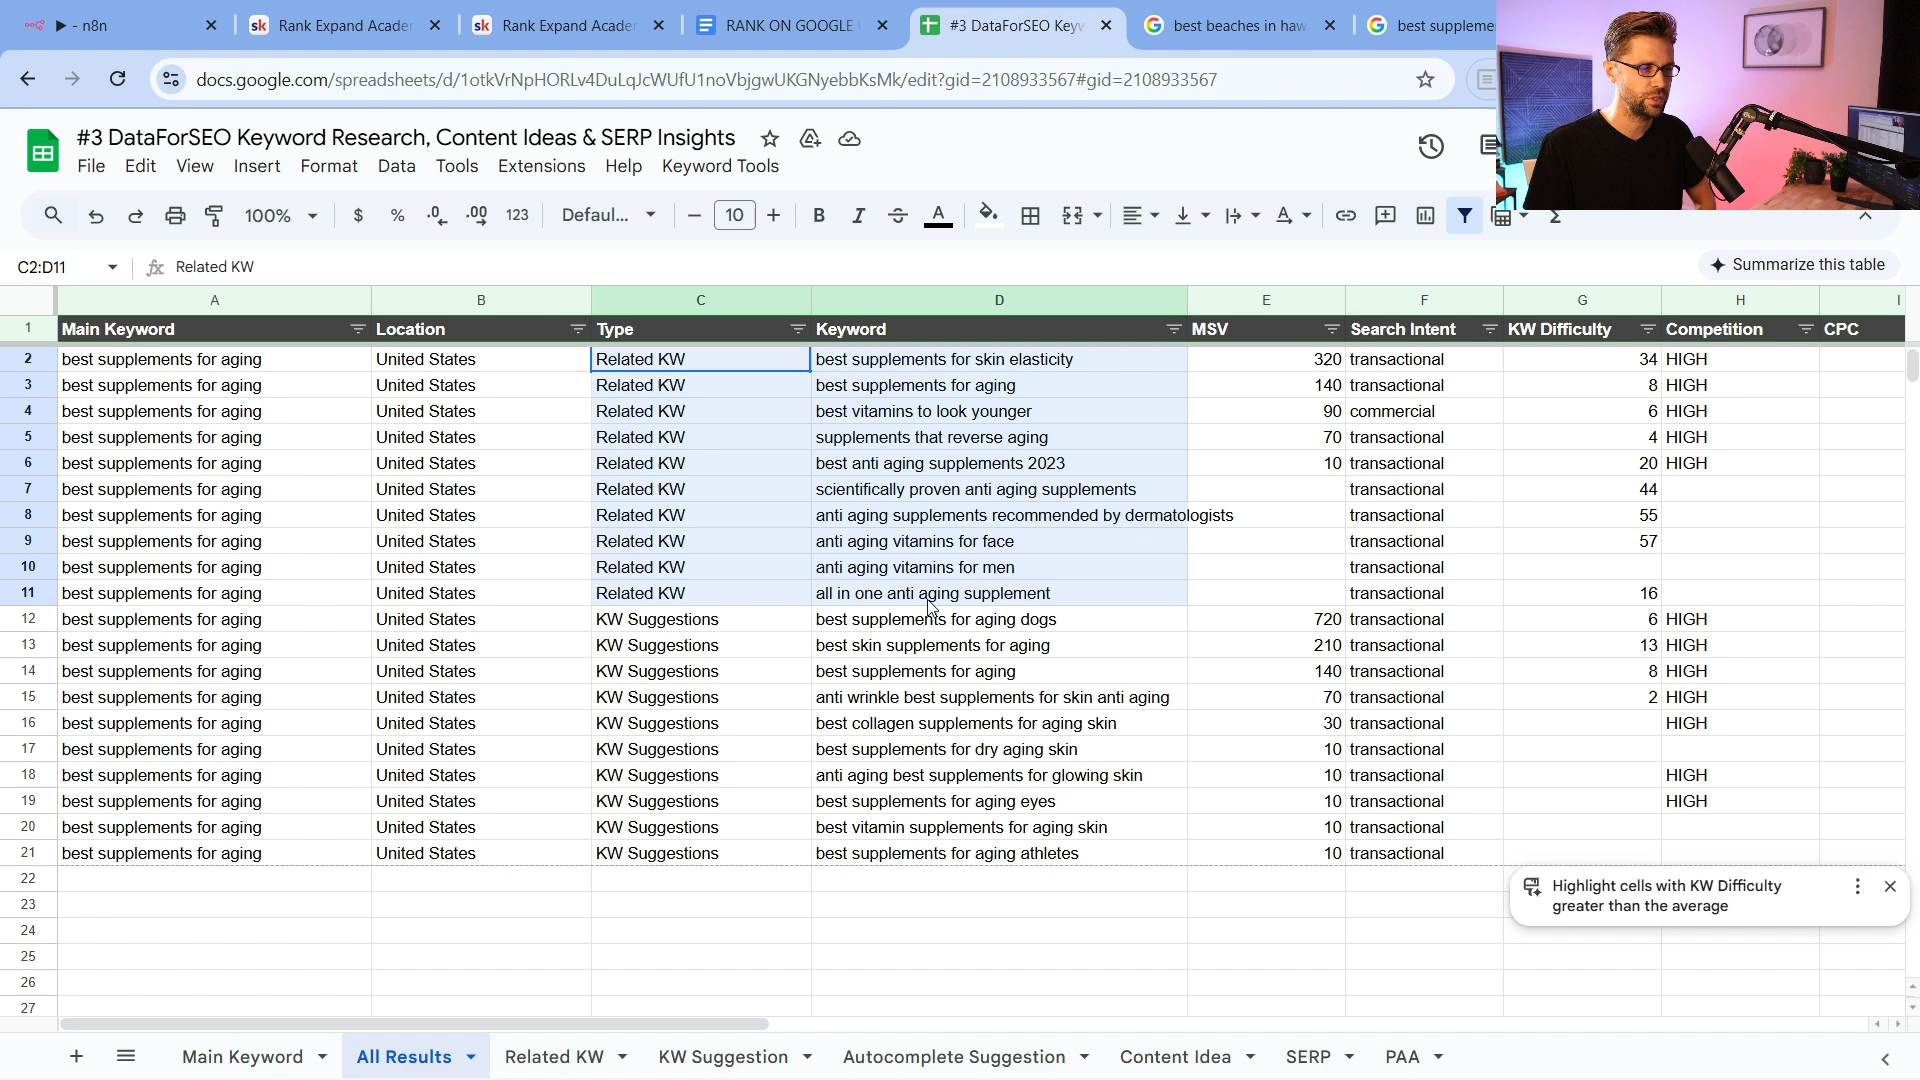 n8n
sk Rank Expand Acade
sk Rank Expand Acade
RANK ON GOOGLE
#3 DataForSEO Keyw
best beaches in haw
best suppleme
docs.google.com/spreadsheets/d/1otkVrNpHORLv4DuLqJcWUfU1noVbjgwUKGNyebbKsMk/edit?gid=2108933567#gid=2108933567
#3 DataForSEO Keyword Research, Content Ideas & SERP Insights
File Edit View Insert Format Data Tools Extensions Help Keyword Tools
100% $ % .0 .00 123 Defaul... 10 B I S A
C2:D11 fx Related KW
Summarize this table
A B C D E F G H I
1 Main Keyword Location Type Keyword MSV Search Intent KW Difficulty Competition CPC
2 best supplements for aging United States Related KW best supplements for skin elasticity 320 transactional 34 HIGH
3 best supplements for aging United States Related KW best supplements for aging 140 transactional 8 HIGH
4 best supplements for aging United States Related KW best vitamins to look younger 90 commercial 6 HIGH
5 best supplements for aging United States Related KW supplements that reverse aging 70 transactional 4 HIGH
6 best supplements for aging United States Related KW best anti aging supplements 2023 10 transactional 20 HIGH
7 best supplements for aging United States Related KW scientifically proven anti aging supplements transactional 44
8 best supplements for aging United States Related KW anti aging supplements recommended by dermatologists transactional 55
9 best supplements for aging United States Related KW anti aging vitamins for face transactional 57
10 best supplements for aging United States Related KW anti aging vitamins for men transactional
11 best supplements for aging United States Related KW all in one anti aging supplement transactional 16
12 best supplements for aging United States KW Suggestions best supplements for aging dogs 720 transactional 6 HIGH
13 best supplements for aging United States KW Suggestions best skin supplements for aging 210 transactional 13 HIGH
14 best supplements for aging United States KW Suggestions best supplements for aging 140 transactional 8 HIGH
15 best supplements for aging United States KW Suggestions anti wrinkle best supplements for skin anti aging 70 transactional 2 HIGH
16 best supplements for aging United States KW Suggestions best collagen supplements for aging skin 30 transactional HIGH
17 best supplements for aging United States KW Suggestions best supplements for dry aging skin 10 transactional
18 best supplements for aging United States KW Suggestions anti aging best supplements for glowing skin 10 transactional HIGH
19 best supplements for aging United States KW Suggestions best supplements for aging eyes 10 transactional HIGH
20 best supplements for aging United States KW Suggestions best vitamin supplements for aging skin 10 transactional
21 best supplements for aging United States KW Suggestions best supplements for aging athletes 10 transactional
22
23
24
25
26
27
Highlight cells with KW Difficulty
greater than the average
Main Keyword All Results Related KW KW Suggestion Autocomplete Suggestion Content Idea SERP PAA